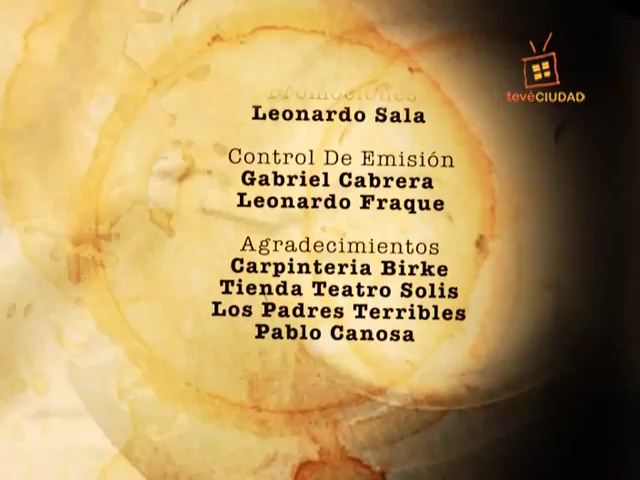 tevéCIUDAD
Promociones
Leonardo Sala
Control De Emisión
Gabriel Cabrera
Leonardo Fraque
Agradecimientos
Carpinteria Birke
Tienda Teatro Solis
Los Padres Terribles
Pablo Canosa